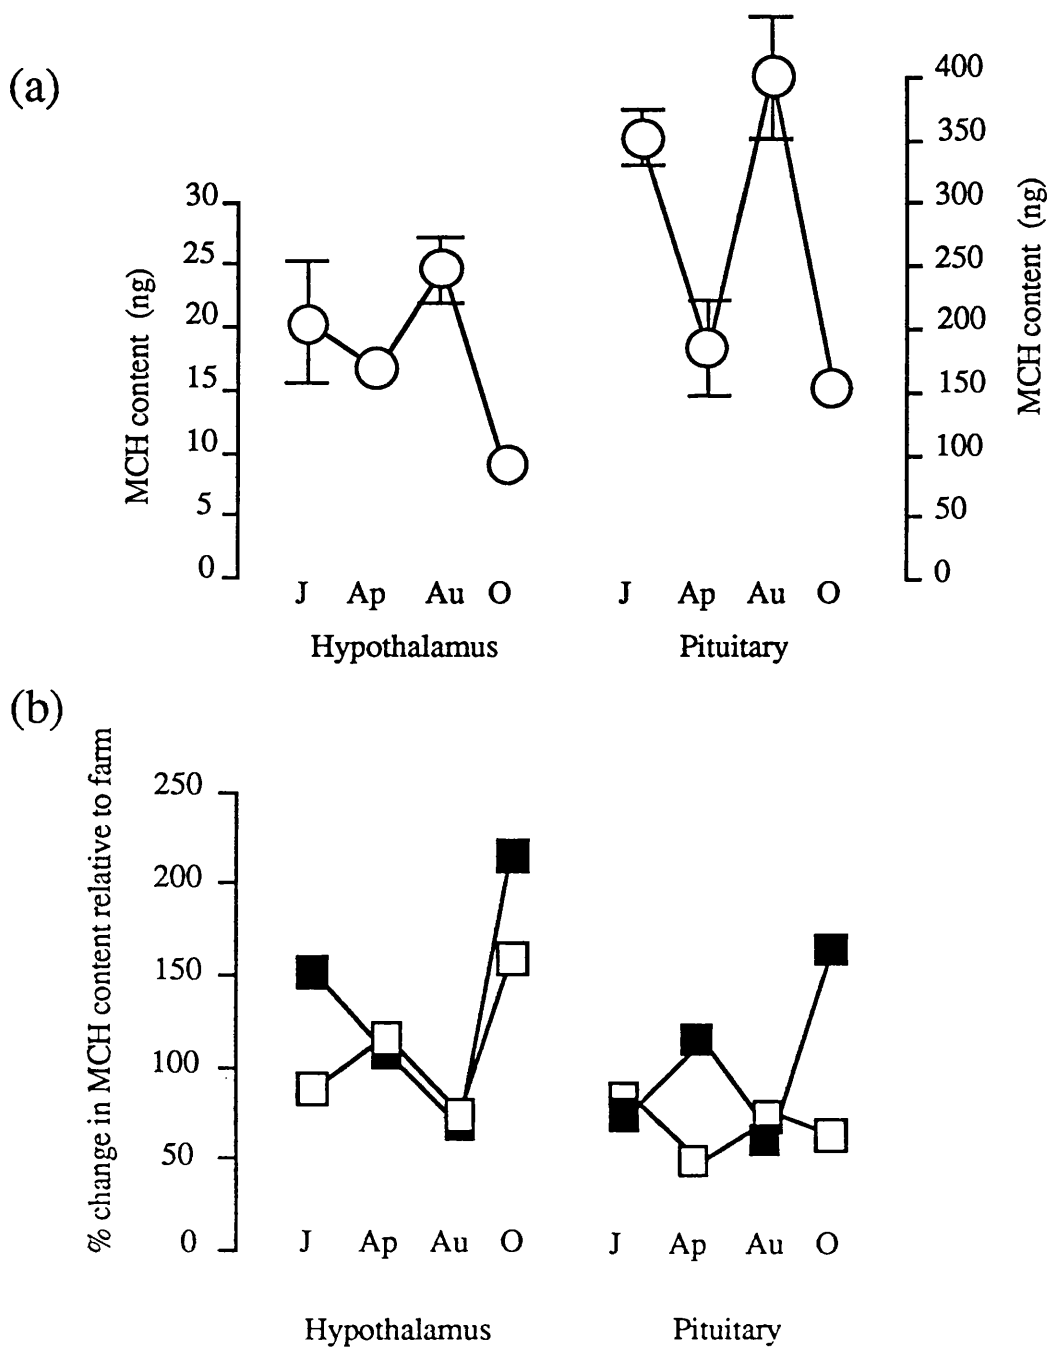 (a)
MCH content (ng)
30
25
20
15
10
5
0
J Ap Au O
Hypothalamus
J Ap Au O
Pituitary
400
350
300
250
200
150
100
50
0
MCH content (ng)
(b)
% change in MCH content relative to farm
250
200
150
100
50
0
J Ap Au O
Hypothalamus
J Ap Au O
Pituitary